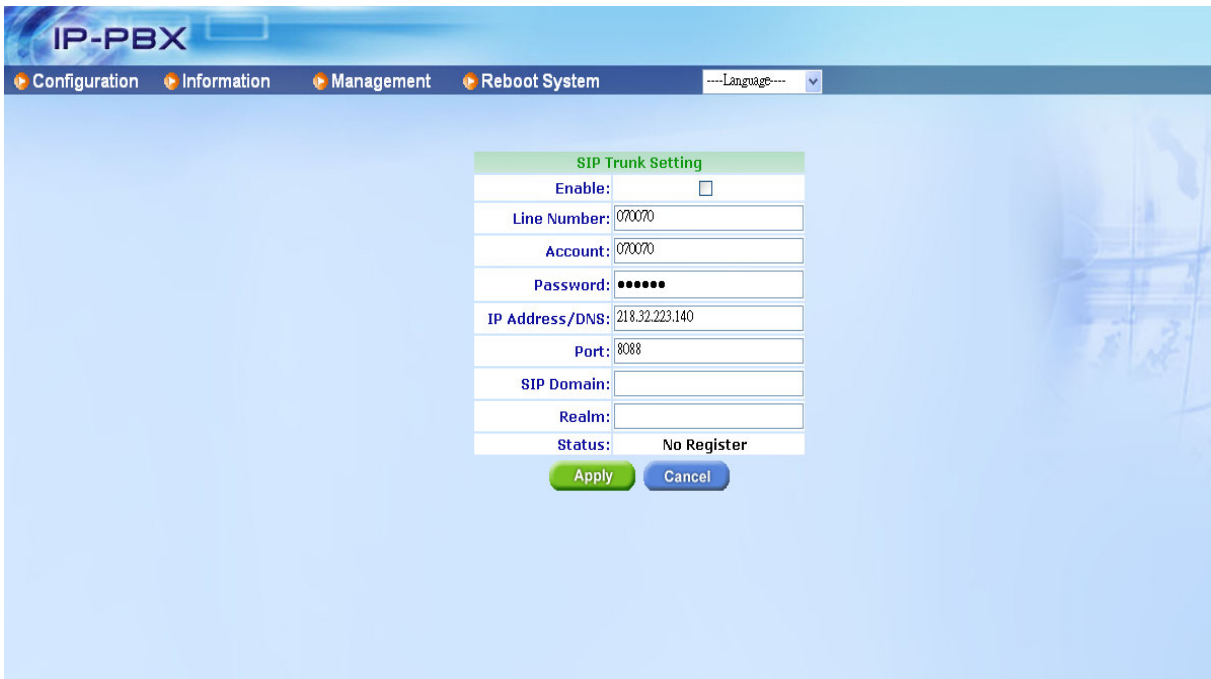 IP-PBX
Configuration Information Management Reboot System ----Language----
SIP Trunk Setting
Enable:
Line Number: 070070
Account: 070070
Password: ●●●●●●
IP Address/DNS: 218.32.223.140
Port: 8088
SIP Domain:
Realm:
Status: No Register
Apply Cancel